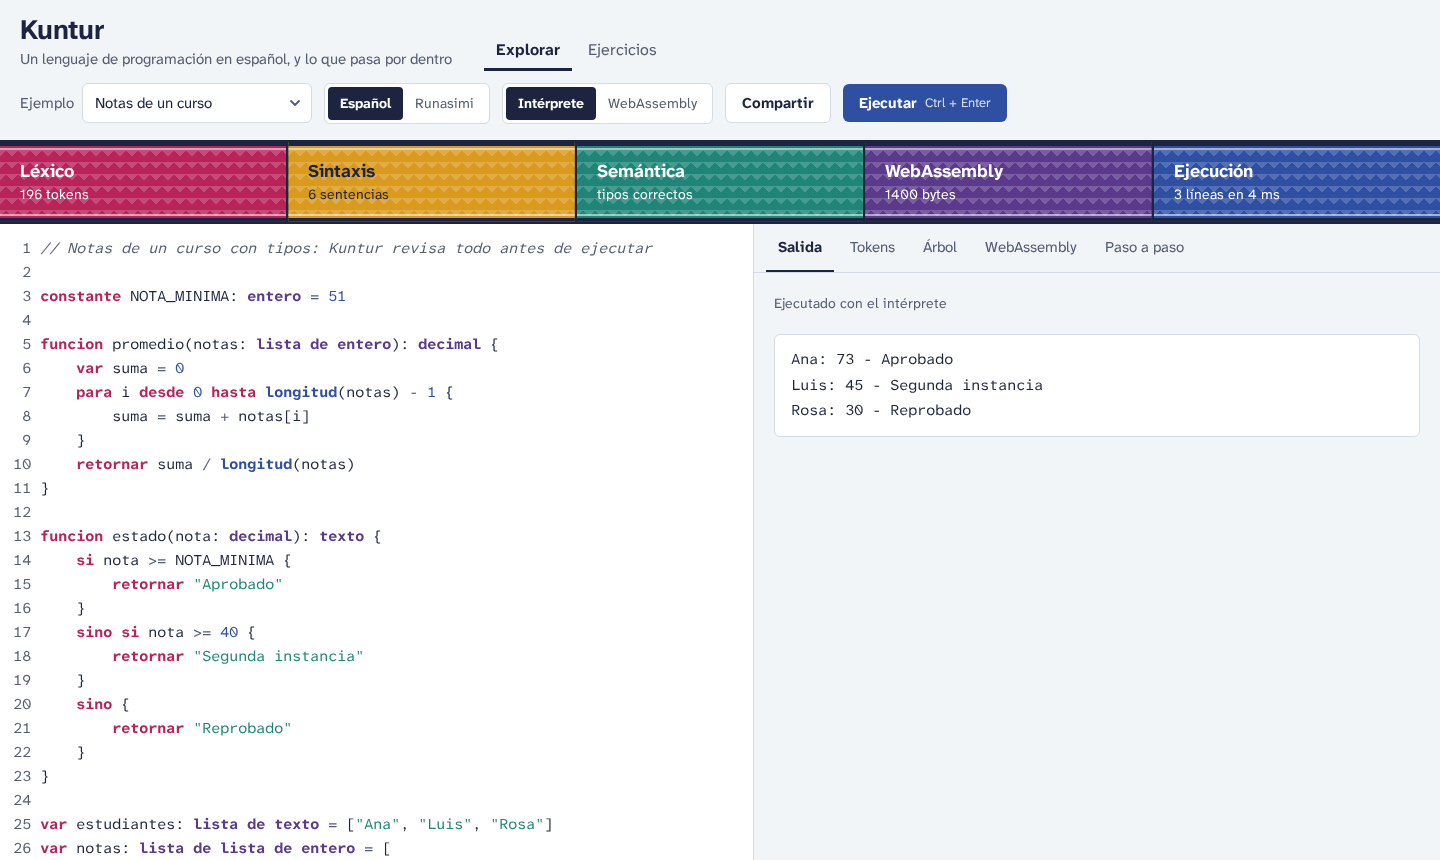 Kuntur
Un lenguaje de programación en español, y lo que pasa por dentro
Explorar
Ejercicios
Ejemplo
Notas de un curso
Español
Runasimi
Intérprete
WebAssembly
Compartir
Ejecutar Ctrl + Enter
Léxico
196 tokens
Sintaxis
6 sentencias
Semántica
tipos correctos
WebAssembly
1400 bytes
Ejecución
3 líneas en 4 ms
1 // Notas de un curso con tipos: Kuntur revisa todo antes de ejecutar
2
3 constante NOTA_MINIMA: entero = 51
4
5 funcion promedio(notas: lista de entero): decimal {
6     var suma = 0
7     para i desde 0 hasta longitud(notas) - 1 {
8         suma = suma + notas[i]
9     }
10     retornar suma / longitud(notas)
11 }
12
13 funcion estado(nota: decimal): texto {
14     si nota >= NOTA_MINIMA {
15         retornar "Aprobado"
16     }
17     sino si nota >= 40 {
18         retornar "Segunda instancia"
19     }
20     sino {
21         retornar "Reprobado"
22     }
23 }
24
25 var estudiantes: lista de texto = ["Ana", "Luis", "Rosa"]
26 var notas: lista de lista de entero = [
Salida
Tokens
Árbol
WebAssembly
Paso a paso
Ejecutado con el intérprete
Ana: 73 - Aprobado
Luis: 45 - Segunda instancia
Rosa: 30 - Reprobado